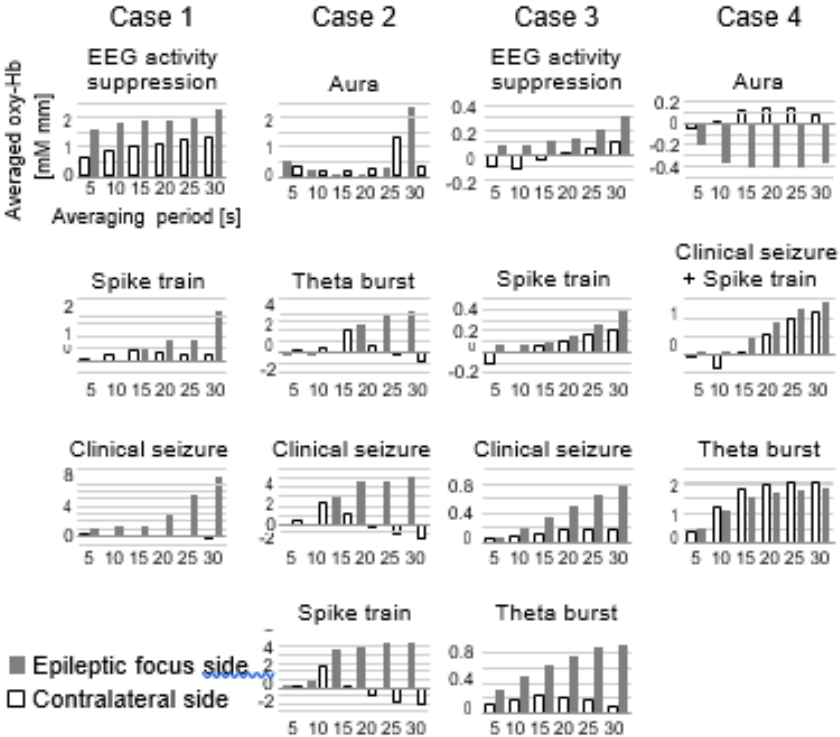 Case 1 Case 2 Case 3 Case 4
Averaged oxy-Hb
[mM mm]
EEG activity
suppression
2
1
0
5 10 15 20 25 30
Averaging period [s]
Aura
2
1
0
5 10 15 20 25 30
EEG activity
suppression
0.4
0.2
0
-0.2
5 10 15 20 25 30
Aura
0.2
0
-0.2
-0.4
5 10 15 20 25 30
Spike train
2
1
0
5 10 15 20 25 30
Theta burst
4
2
0
-2
5 10 15 20 25 30
Spike train
0.4
0.2
0
-0.2
5 10 15 20 25 30
Clinical seizure
+ Spike train
1
0
5 10 15 20 25 30
Clinical seizure
8
4
0
5 10 15 20 25 30
Clinical seizure
4
2
0
-2
5 10 15 20 25 30
Clinical seizure
0.8
0.4
0
5 10 15 20 25 30
Theta burst
2
1
0
5 10 15 20 25 30
Spike train
4
2
0
-2
5 10 15 20 25 30
Theta burst
0.8
0.4
0
5 10 15 20 25 30
Epileptic focus side
Contralateral side